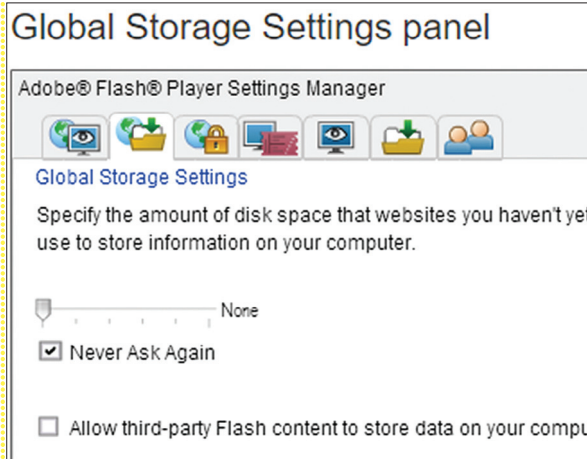 Global Storage Settings panel
Adobe® Flash® Player Settings Manager
Global Storage Settings
Specify the amount of disk space that websites you haven't yet
use to store information on your computer.
None
Never Ask Again
Allow third-party Flash content to store data on your